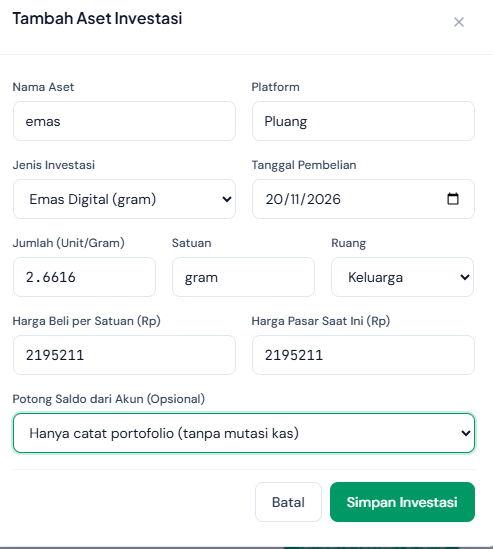 Tambah Aset Investasi
Nama Aset
Platform
emas
Pluang
Jenis Investasi
Tanggal Pembelian
Emas Digital (gram)
20/11/2026
Jumlah (Unit/Gram)
Satuan
Ruang
2.6616
gram
Keluarga
Harga Beli per Satuan (Rp)
Harga Pasar Saat Ini (Rp)
2195211
2195211
Potong Saldo dari Akun (Opsional)
Hanya catat portofolio (tanpa mutasi kas)
Batal
Simpan Investasi